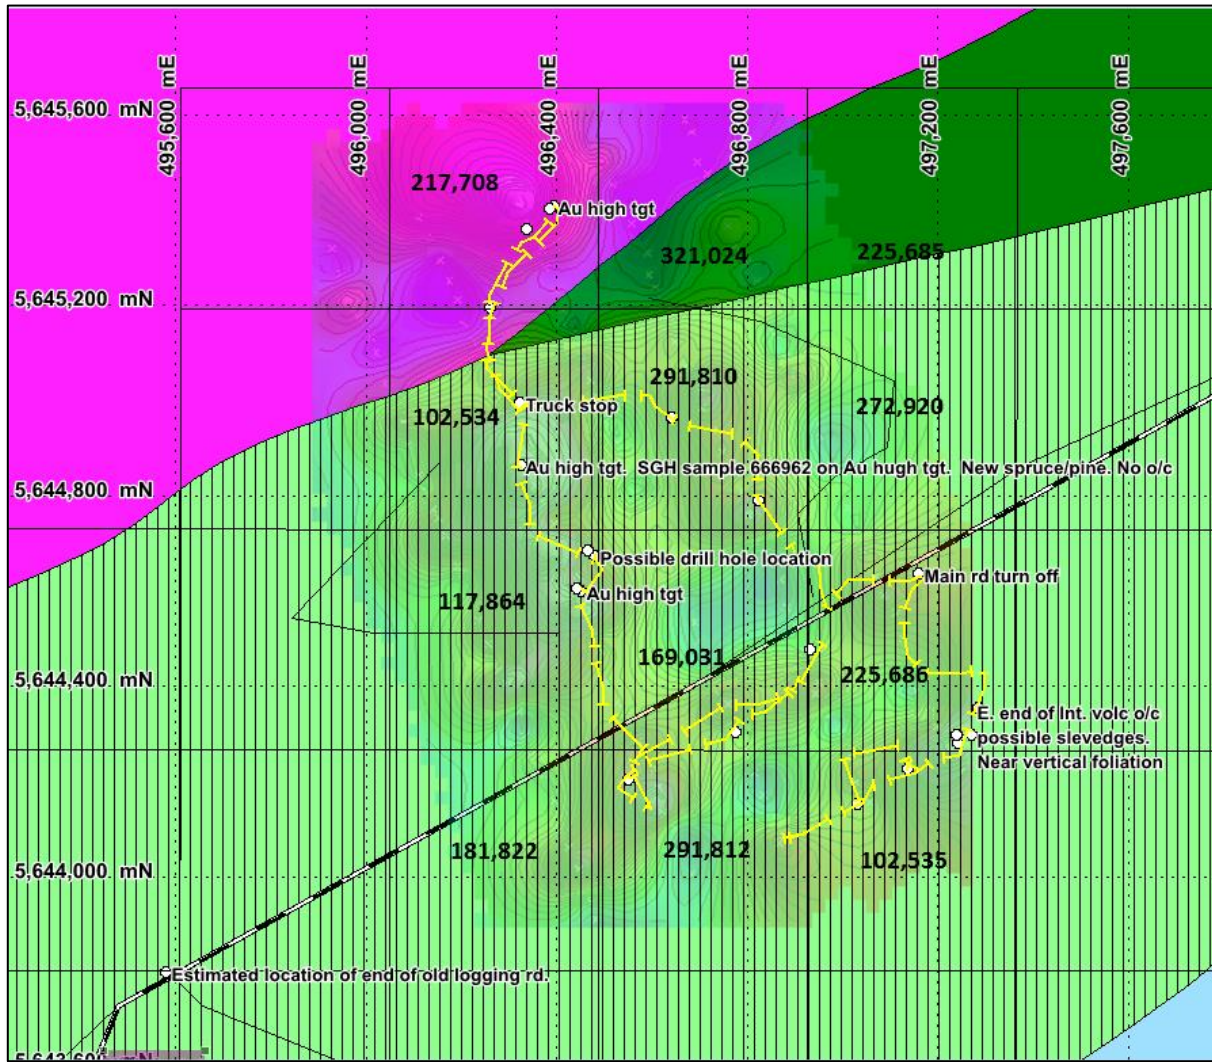 495,600 mE
496,000 mE
496,400 mE
496,800 mE
497,200 mE
497,600 mE
5,645,600 mN
217,708
Au high tgt
321,024
225,685
5,645,200 mN
291,810
102,534
Truck stop
272,920
Au high tgt. SGH sample 666962 on Au hugh tgt. New spruce/pine. No o/c
5,644,800 mN
Possible drill hole location
Main rd turn off
Au high tgt
117,864
169,031
5,644,400 mN
225,686
E. end of Int. volc o/c
possible slevedges.
Near vertical foliation
181,822
291,812
102,535
5,644,000 mN
Estimated location of end of old logging rd.
5,643,600 mN